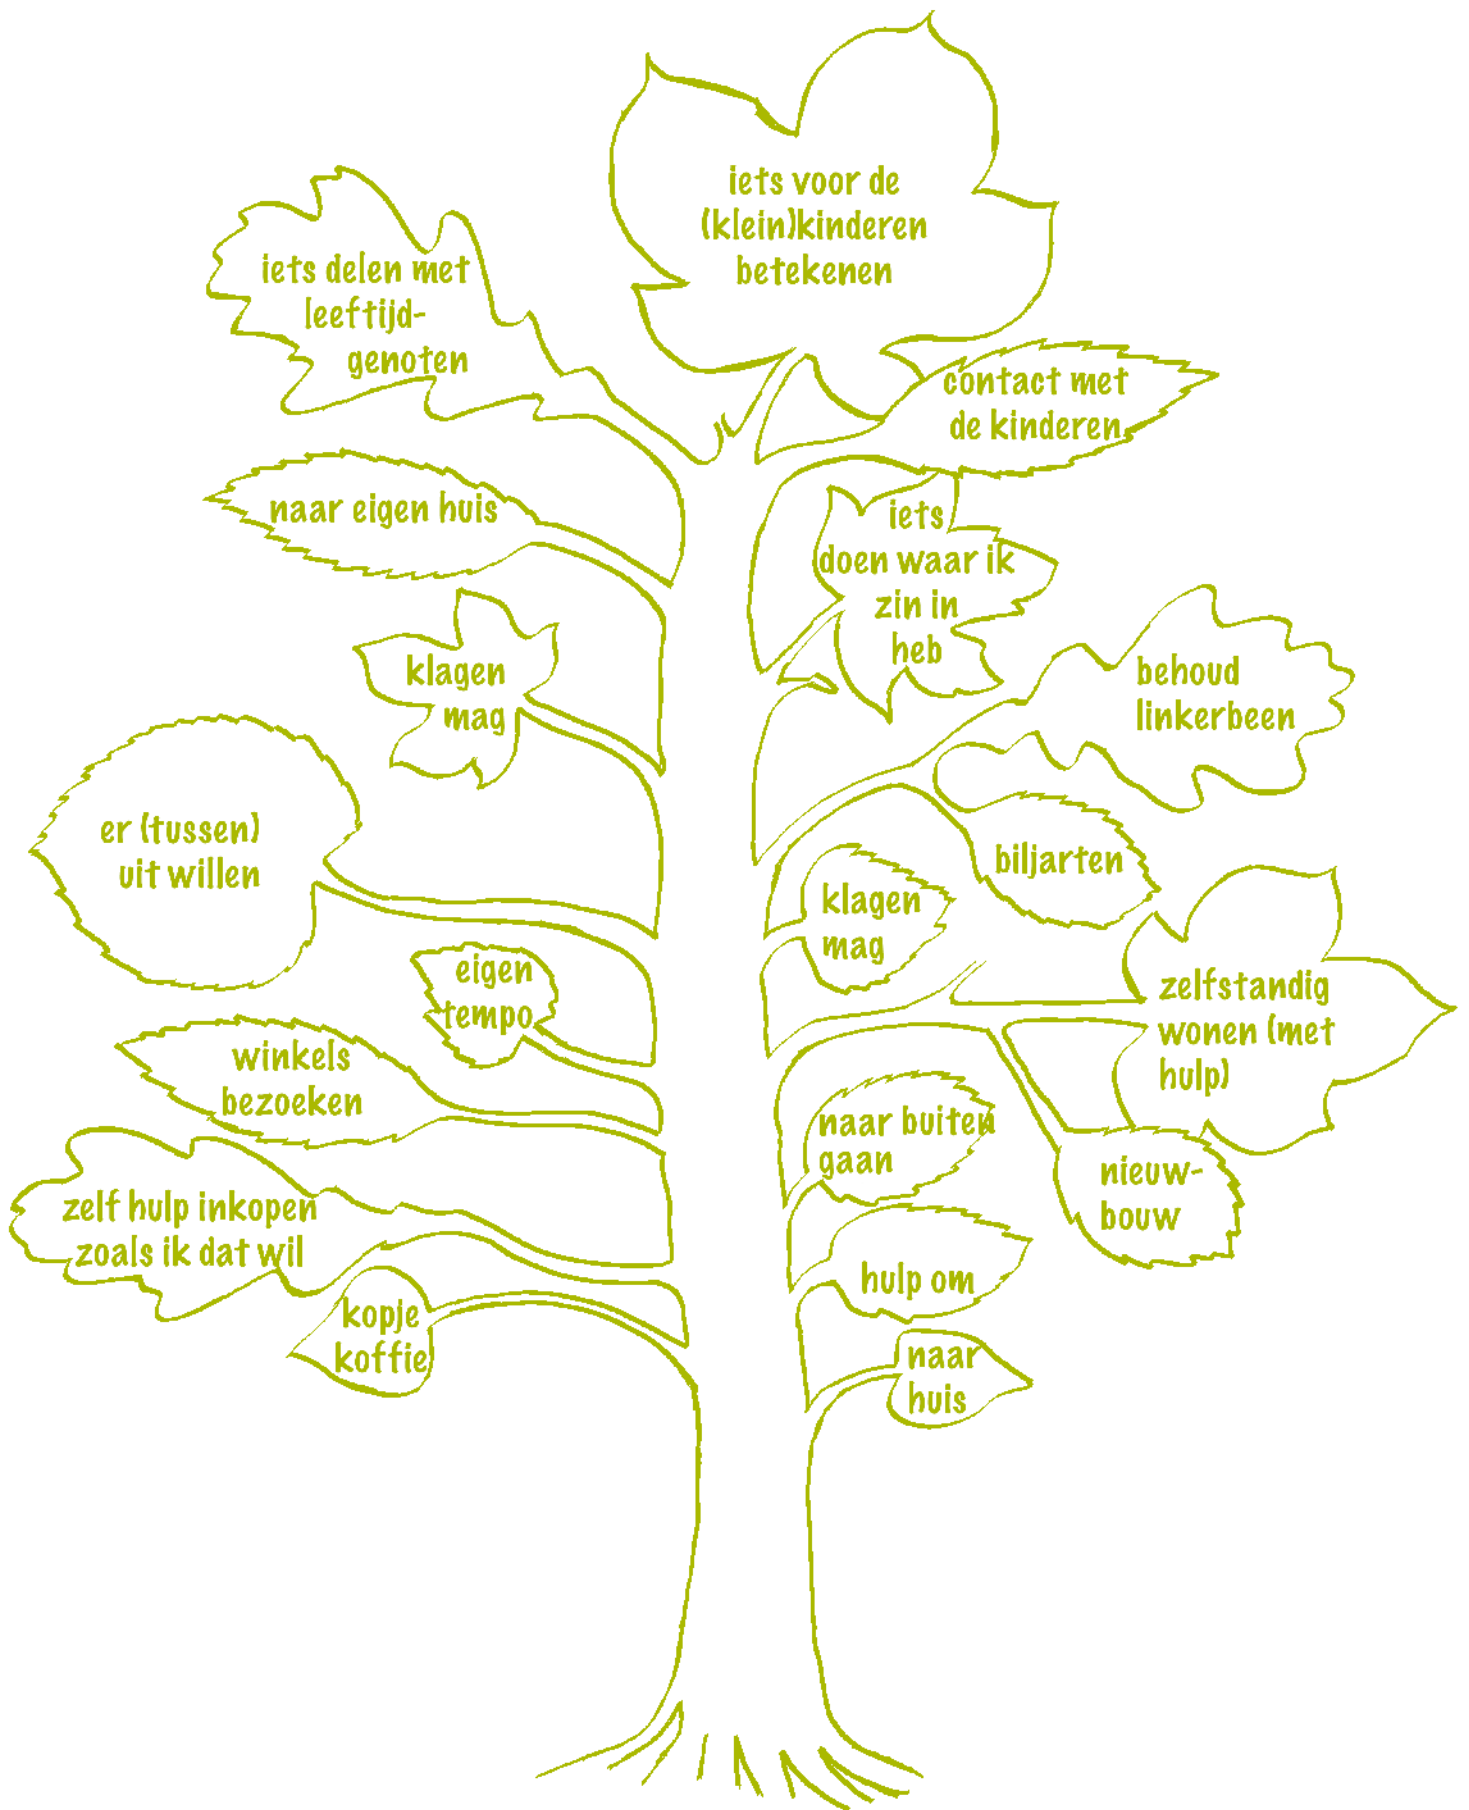 iets voor de
(klein)kinderen
betekenen
iets delen met
leeftijd-
genoten
contact met
de kinderen
naar eigen huis
iets
doen waar ik
zin in
heb
klagen
mag
behoud
linkerbeen
er (tussen)
uit willen
biljarten
klagen
mag
eigen
tempo
zelfstandig
wonen (met
hulp)
winkels
bezoeken
naar buiten
gaan
nieuw-
bouw
zelf hulp inkopen
zoals ik dat wil
hulp om
kopje
koffie
naar
huis